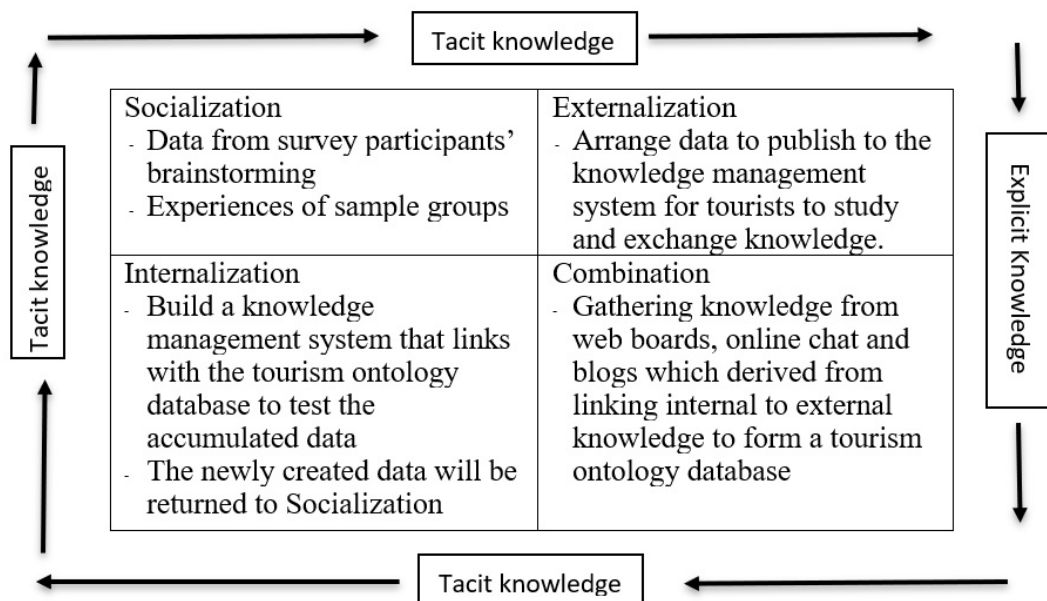 Tacit knowledge
Tacit knowledge
Socialization
- Data from survey participants’
brainstorming
- Experiences of sample groups
Externalization
- Arrange data to publish to the
knowledge management
system for tourists to study
and exchange knowledge.
Explicit Knowledge
Internalization
- Build a knowledge
management system that links
with the tourism ontology
database to test the
accumulated data
- The newly created data will be
returned to Socialization
Combination
- Gathering knowledge from
web boards, online chat and
blogs which derived from
linking internal to external
knowledge to form a tourism
ontology database
Tacit knowledge